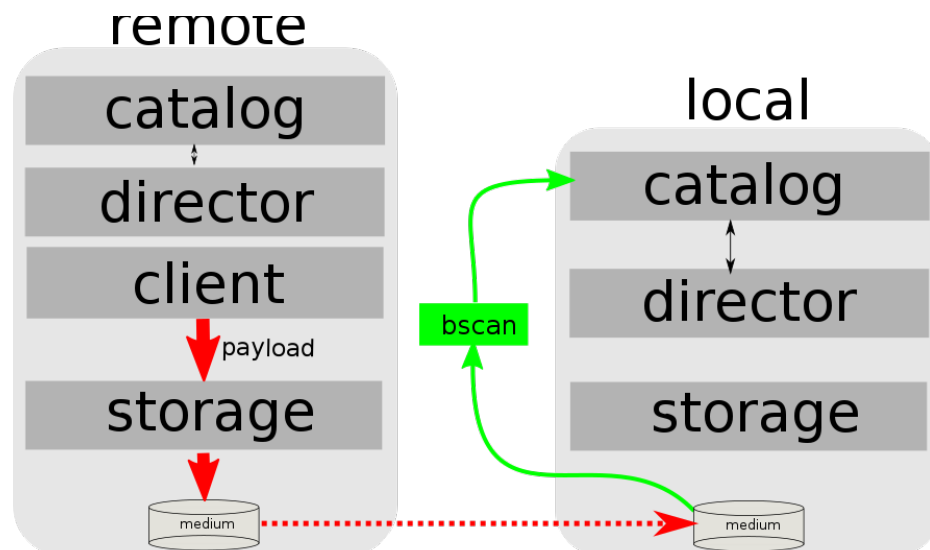 remote
catalog
director
client
payload
storage
medium
local
catalog
director
storage
medium
bscan